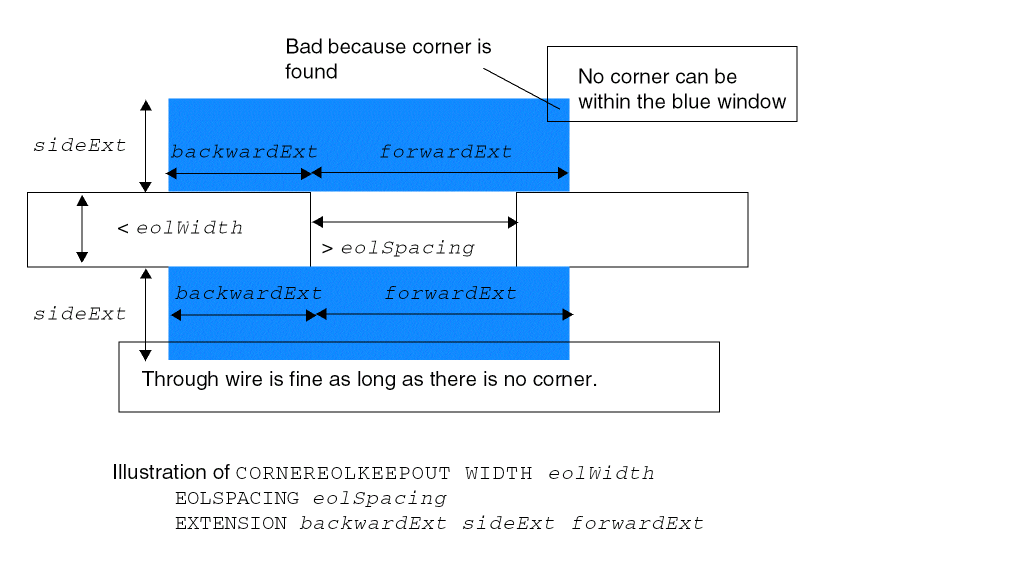 Bad because corner is
found
No corner can be
within the blue window
sideExt
backwardExt
forwardExt
< eolWidth
> eolSpacing
backwardExt
forwardExt
sideExt
Through wire is fine as long as there is no corner.
Illustration of CORNEREOLKEEPOUT WIDTH eolWidth
EOLSPACING eolSpacing
EXTENSION backwardExt sideExt forwardExt